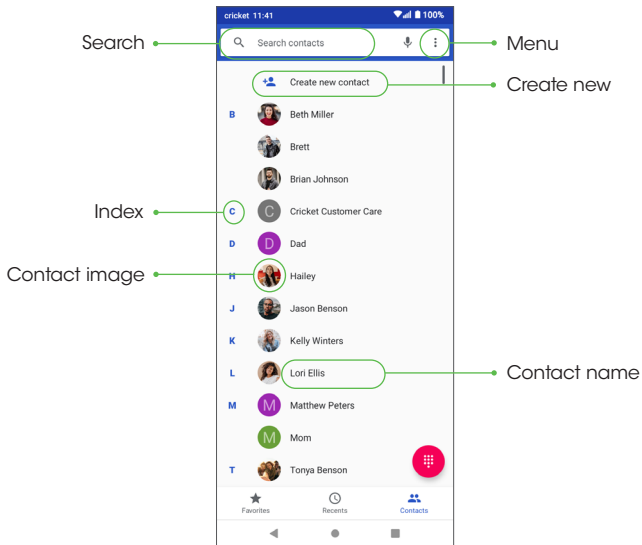 cricket 11:41 100%
Search
Search contacts
Menu
Create new contact
Create new
B Beth Miller
Brett
Brian Johnson
Index
C C Cricket Customer Care
D D Dad
Contact image
H Hailey
J Jason Benson
K Kelly Winters
L Lori Ellis
Contact name
M M Matthew Peters
M Mom
T Tonya Benson
Favorites Recents Contacts